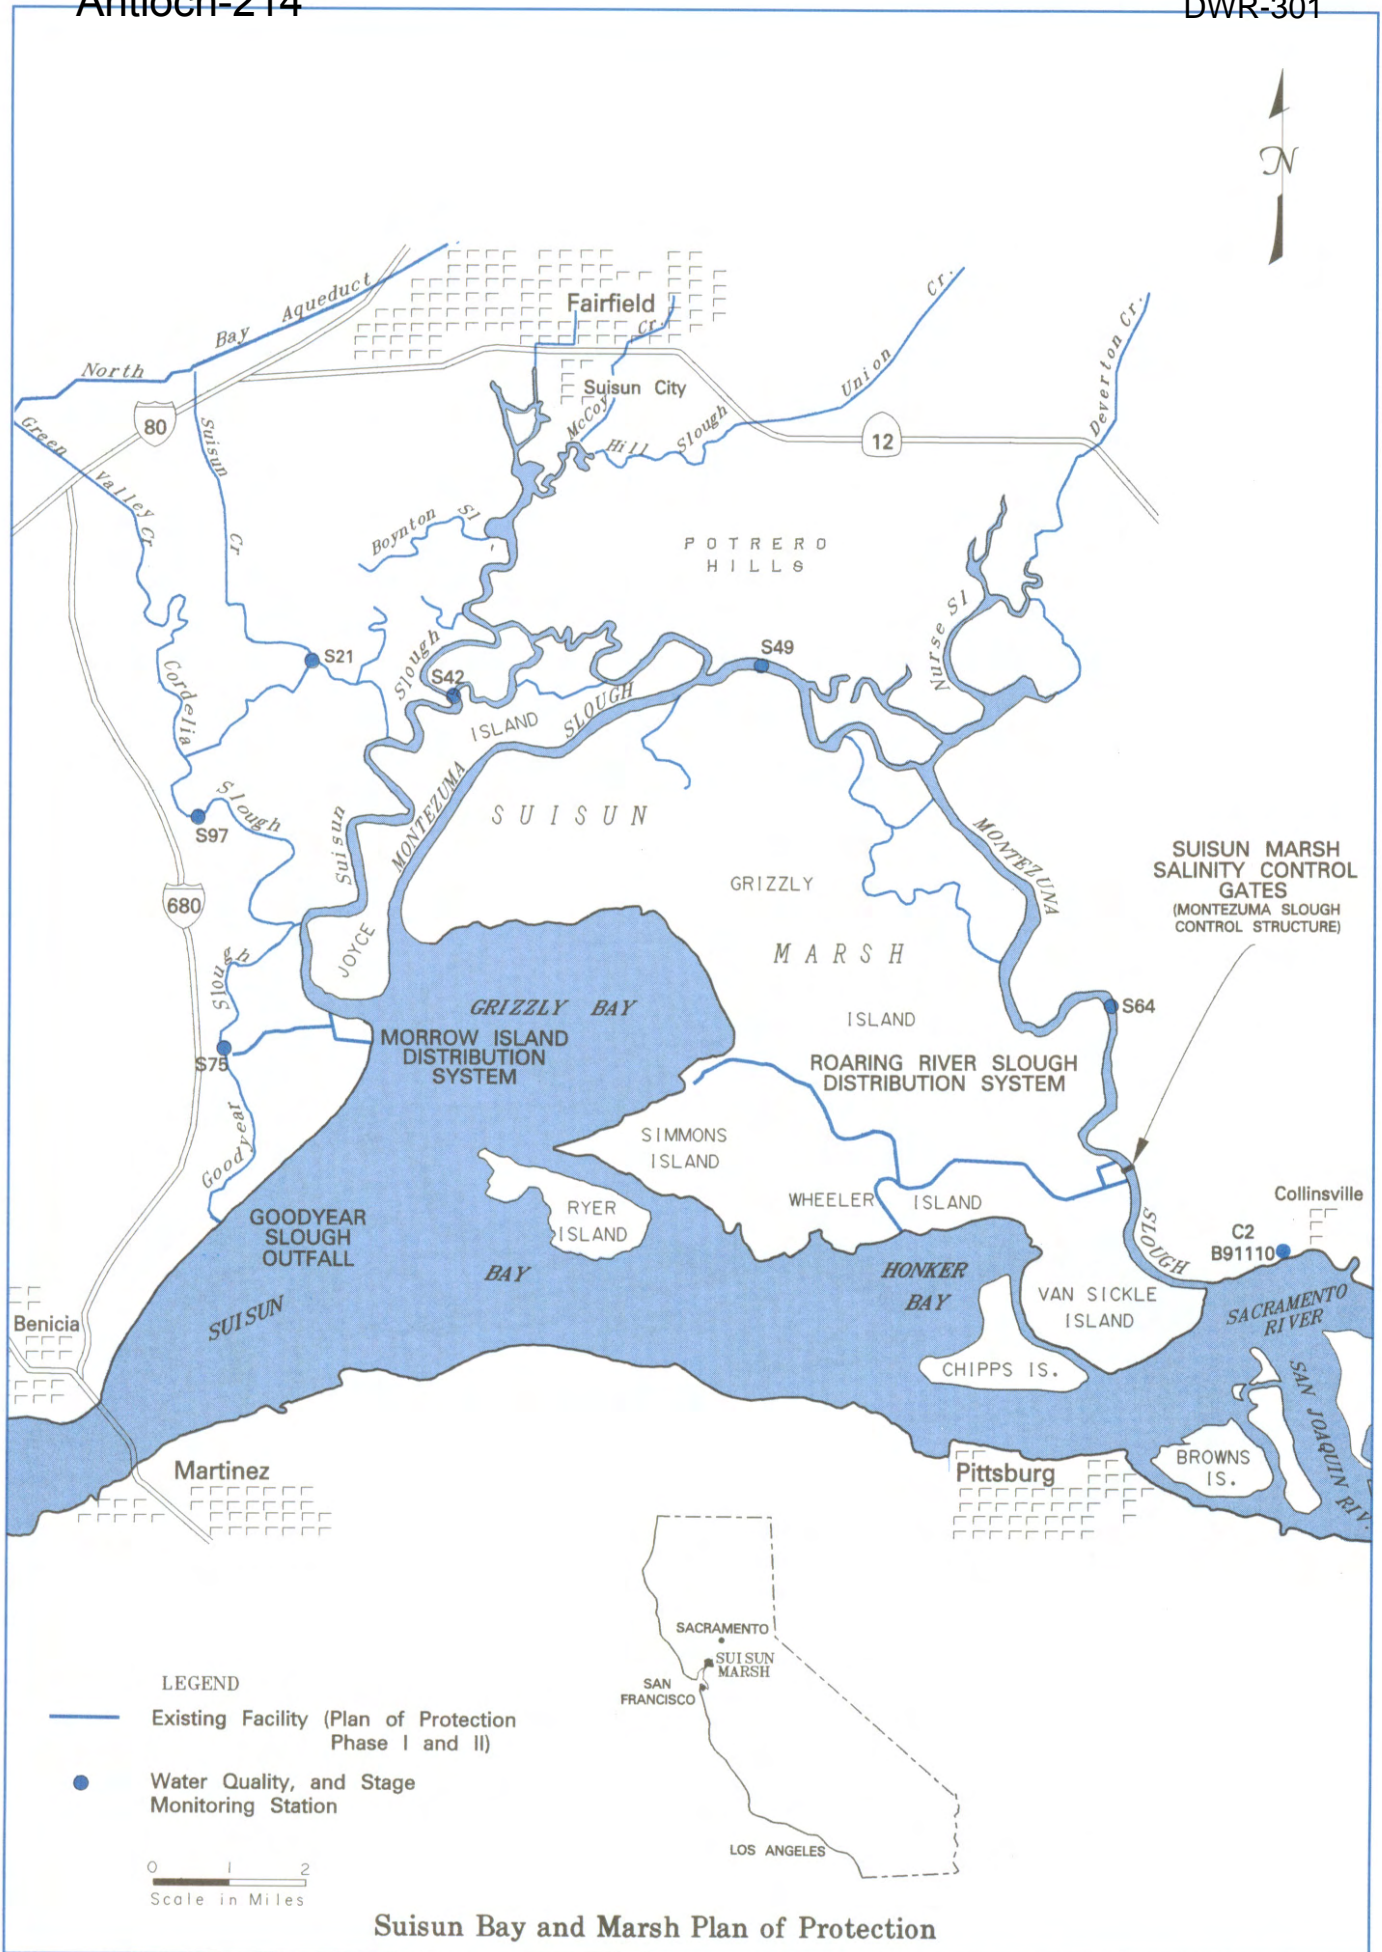 Antioch-214
DWR-301
N
Fairfield
North Bay Aqueduct
Cr.
McCoy
Suisun City
Union Cr.
Deverton Cr.
80
12
Green Valley Cr
Suisun Cr
Hill Slough
Boynton Sl
POTRERO
HILLS
Nurse Sl
S21
S49
S42
Slough
Cordelia
ISLAND
SLOUGH
MONTEZUMA
Slough
S97
Suisun
SUISUN
MONTEZUNA
SUISUN MARSH
SALINITY CONTROL
GATES
(MONTEZUMA SLOUGH
CONTROL STRUCTURE)
GRIZZLY
680
JOYCE
MARSH
Slough
GRIZZLY BAY
S64
ISLAND
MORROW ISLAND
DISTRIBUTION
SYSTEM
S75
ROARING RIVER SLOUGH
DISTRIBUTION SYSTEM
Goodyear
SIMMONS
ISLAND
WHEELER ISLAND
Collinsville
RYER
ISLAND
GOODYEAR
SLOUGH
OUTFALL
SLOUGH
C2
B91110
BAY
HONKER
BAY
VAN SICKLE
ISLAND
SACRAMENTO
RIVER
SUISUN
Benicia
CHIPPS IS.
SAN JOAQUIN RIV.
BROWNS
IS.
Martinez
Pittsburg
SACRAMENTO
SUISUN
MARSH
SAN
FRANCISCO
LOS ANGELES
LEGEND
Existing Facility (Plan of Protection
Phase I and II)
Water Quality, and Stage
Monitoring Station
0 1 2
Scale in Miles
Suisun Bay and Marsh Plan of Protection